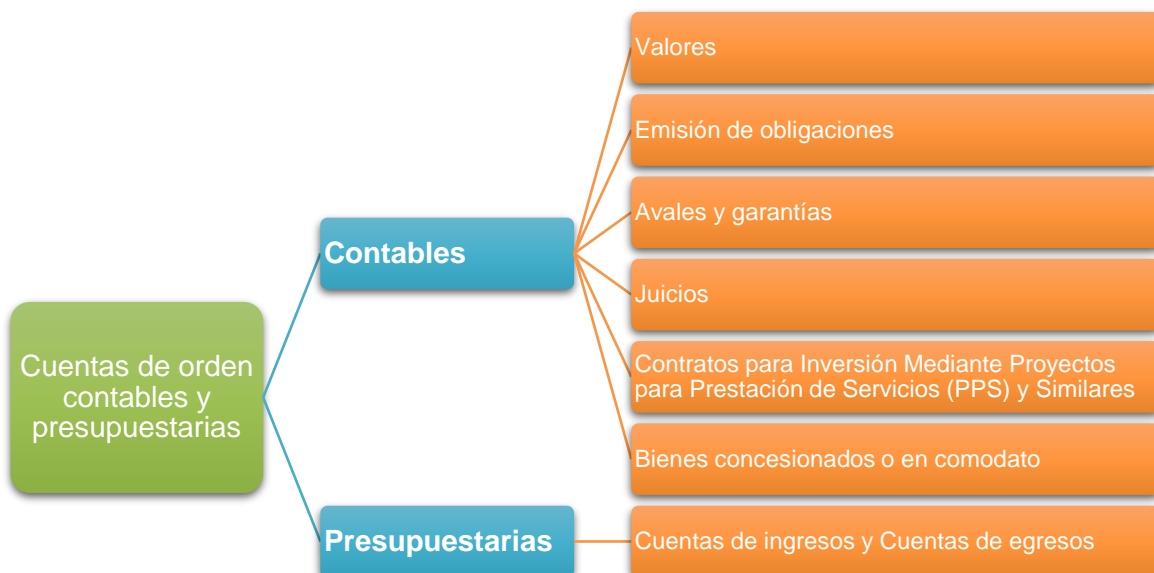 Cuentas de orden
contables y
presupuestarias
Contables
Valores
Emisión de obligaciones
Avales y garantías
Juicios
Contratos para Inversión Mediante Proyectos
para Prestación de Servicios (PPS) y Similares
Bienes concesionados o en comodato
Presupuestarias
Cuentas de ingresos y Cuentas de egresos